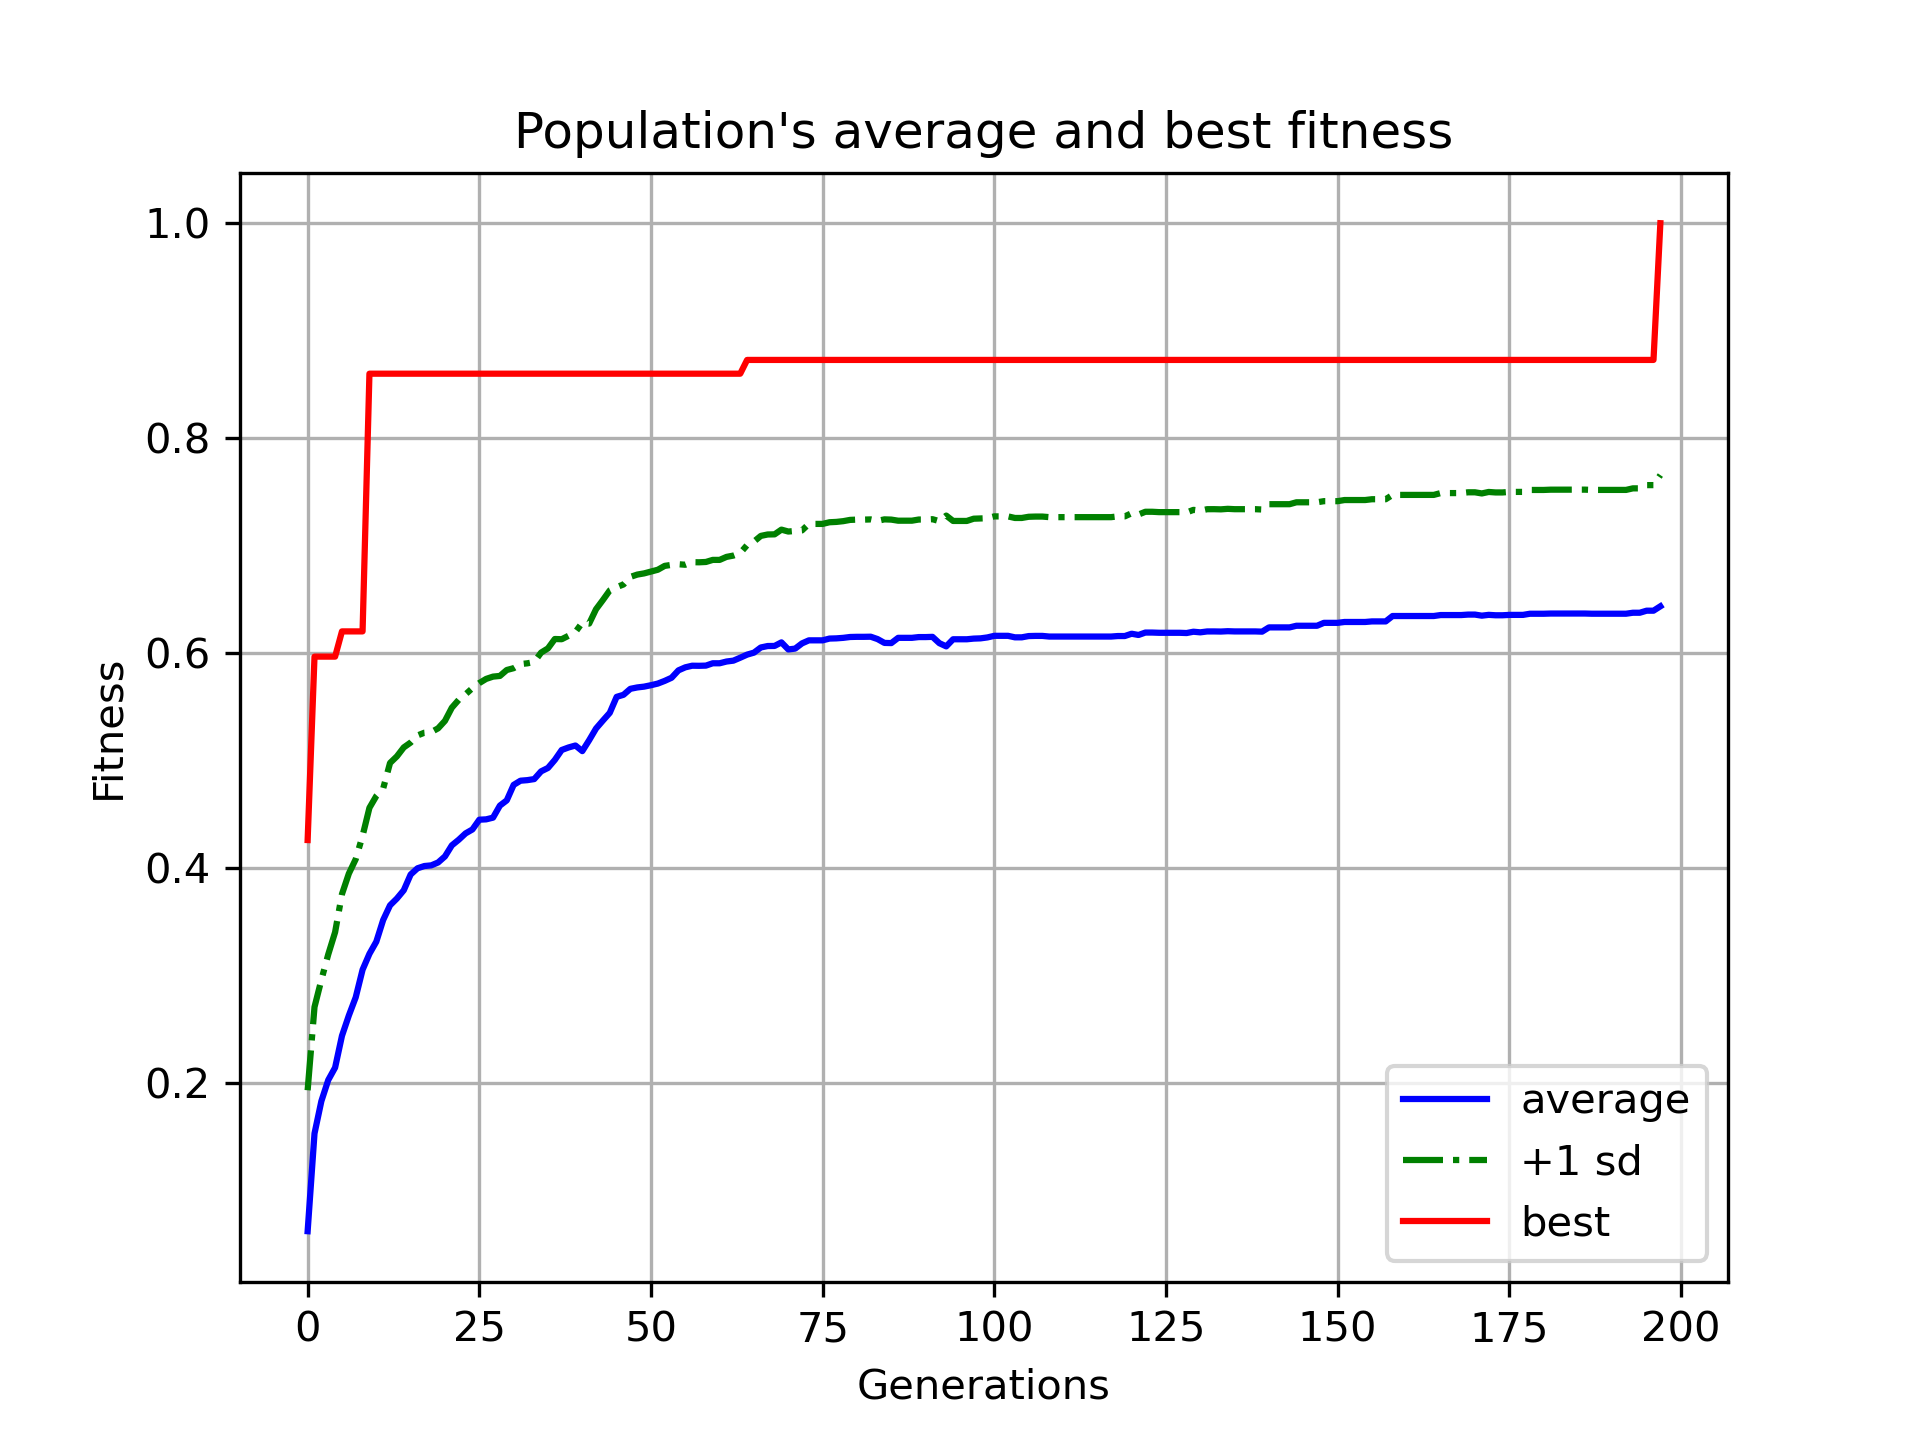 Population's average and best fitness
1.0
0.8
0.6
0.4
0.2
Fitness
0 25 50 75 100 125 150 175 200
Generations
average
+1 sd
best